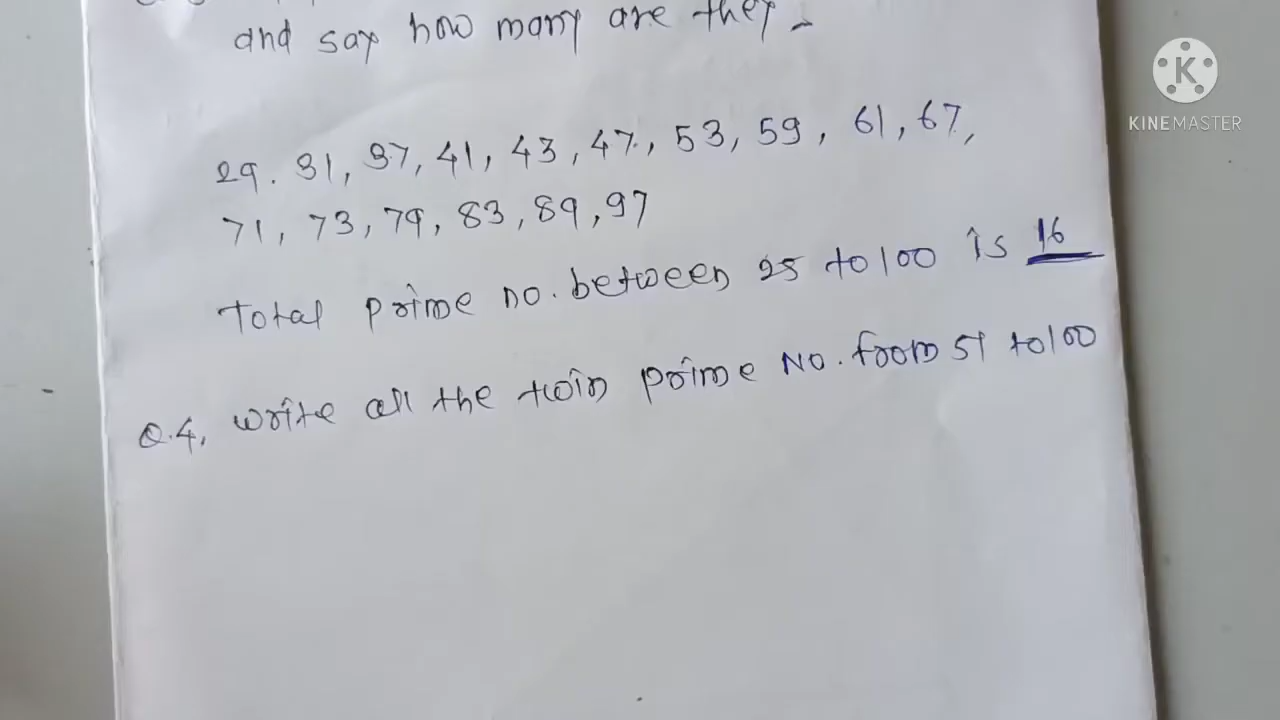 and say how many are they -
29. 31, 37, 41, 43, 47, 53, 59, 61, 67,
71, 73, 79, 83, 89, 97
Total prime no. between 25 to 100 is 16
Q.4, write all the twin prime No. from 51 to 100
K
KINEMASTER